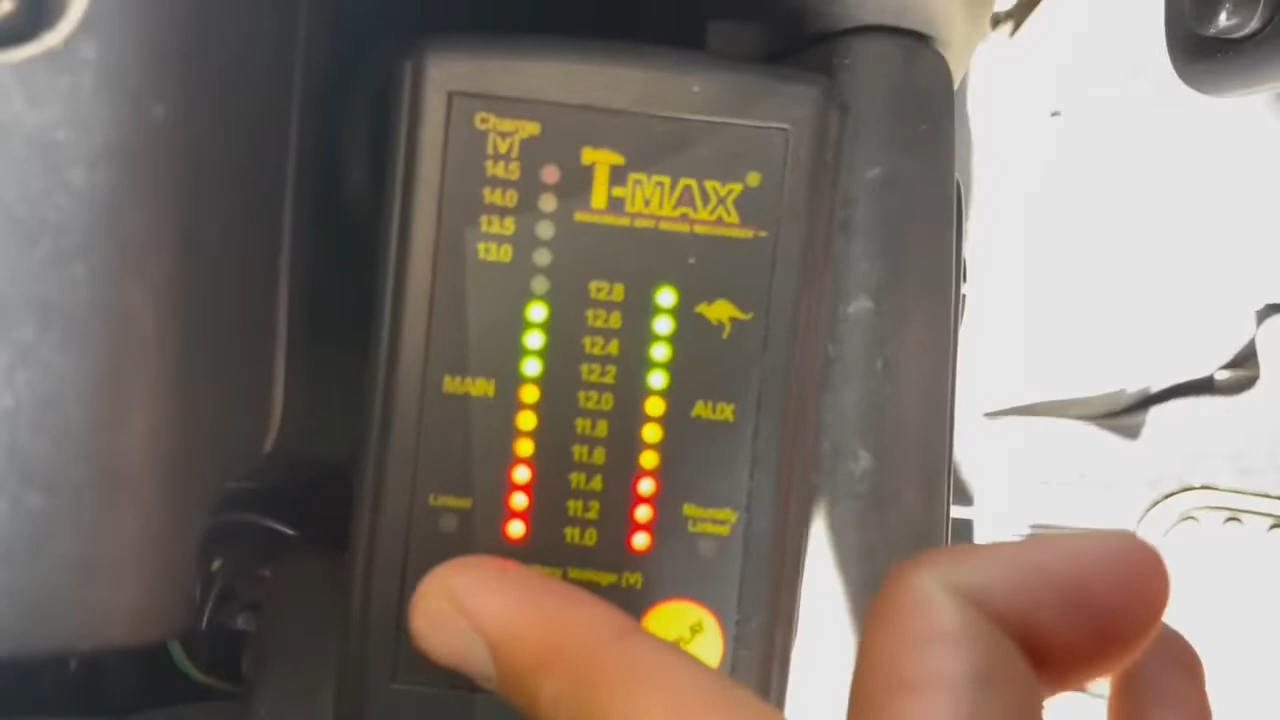 Charge
[V]
14.5
14.0
13.5
13.0
T-MAX
12.8
12.6
12.4
12.2
12.0
11.8
11.6
11.4
11.2
11.0
MAIN
AUX
Linked
Manually
Linked
Voltage [V]